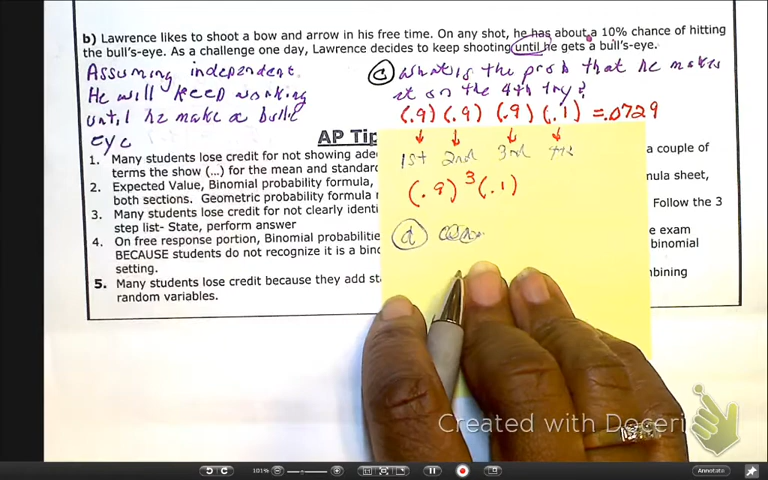 b) Lawrence likes to shoot a bow and arrow in his free time. On any shot, he has about a 10% chance of hitting
the bull's-eye. As a challenge one day, Lawrence decides to keep shooting until he gets a bull's-eye.
Assuming independent.
He will keep working
until he make a bulls
eye
C What is the prob that he makes
it on the 4th try?
(.9) (.9) (.9) (.1) = .0729
1st 2nd 3rd 4th
(.9)³ (.1)
d
AP Tip
1. Many students lose credit for not showing ade
a couple of
terms the show (...) for the mean and standar
2. Expected Value, Binomial probability formula,
mula sheet,
both sections. Geometric probability formula
3. Many students lose credit for not clearly identi
Follow the 3
step list- State, perform answer
4. On free response portion, Binomial probabilitie
e exam
BECAUSE students do not recognize it is a bin
binomial
setting.
5. Many students lose credit because they add st
mbining
random variables.
Created with Doceri
101%
Annotate